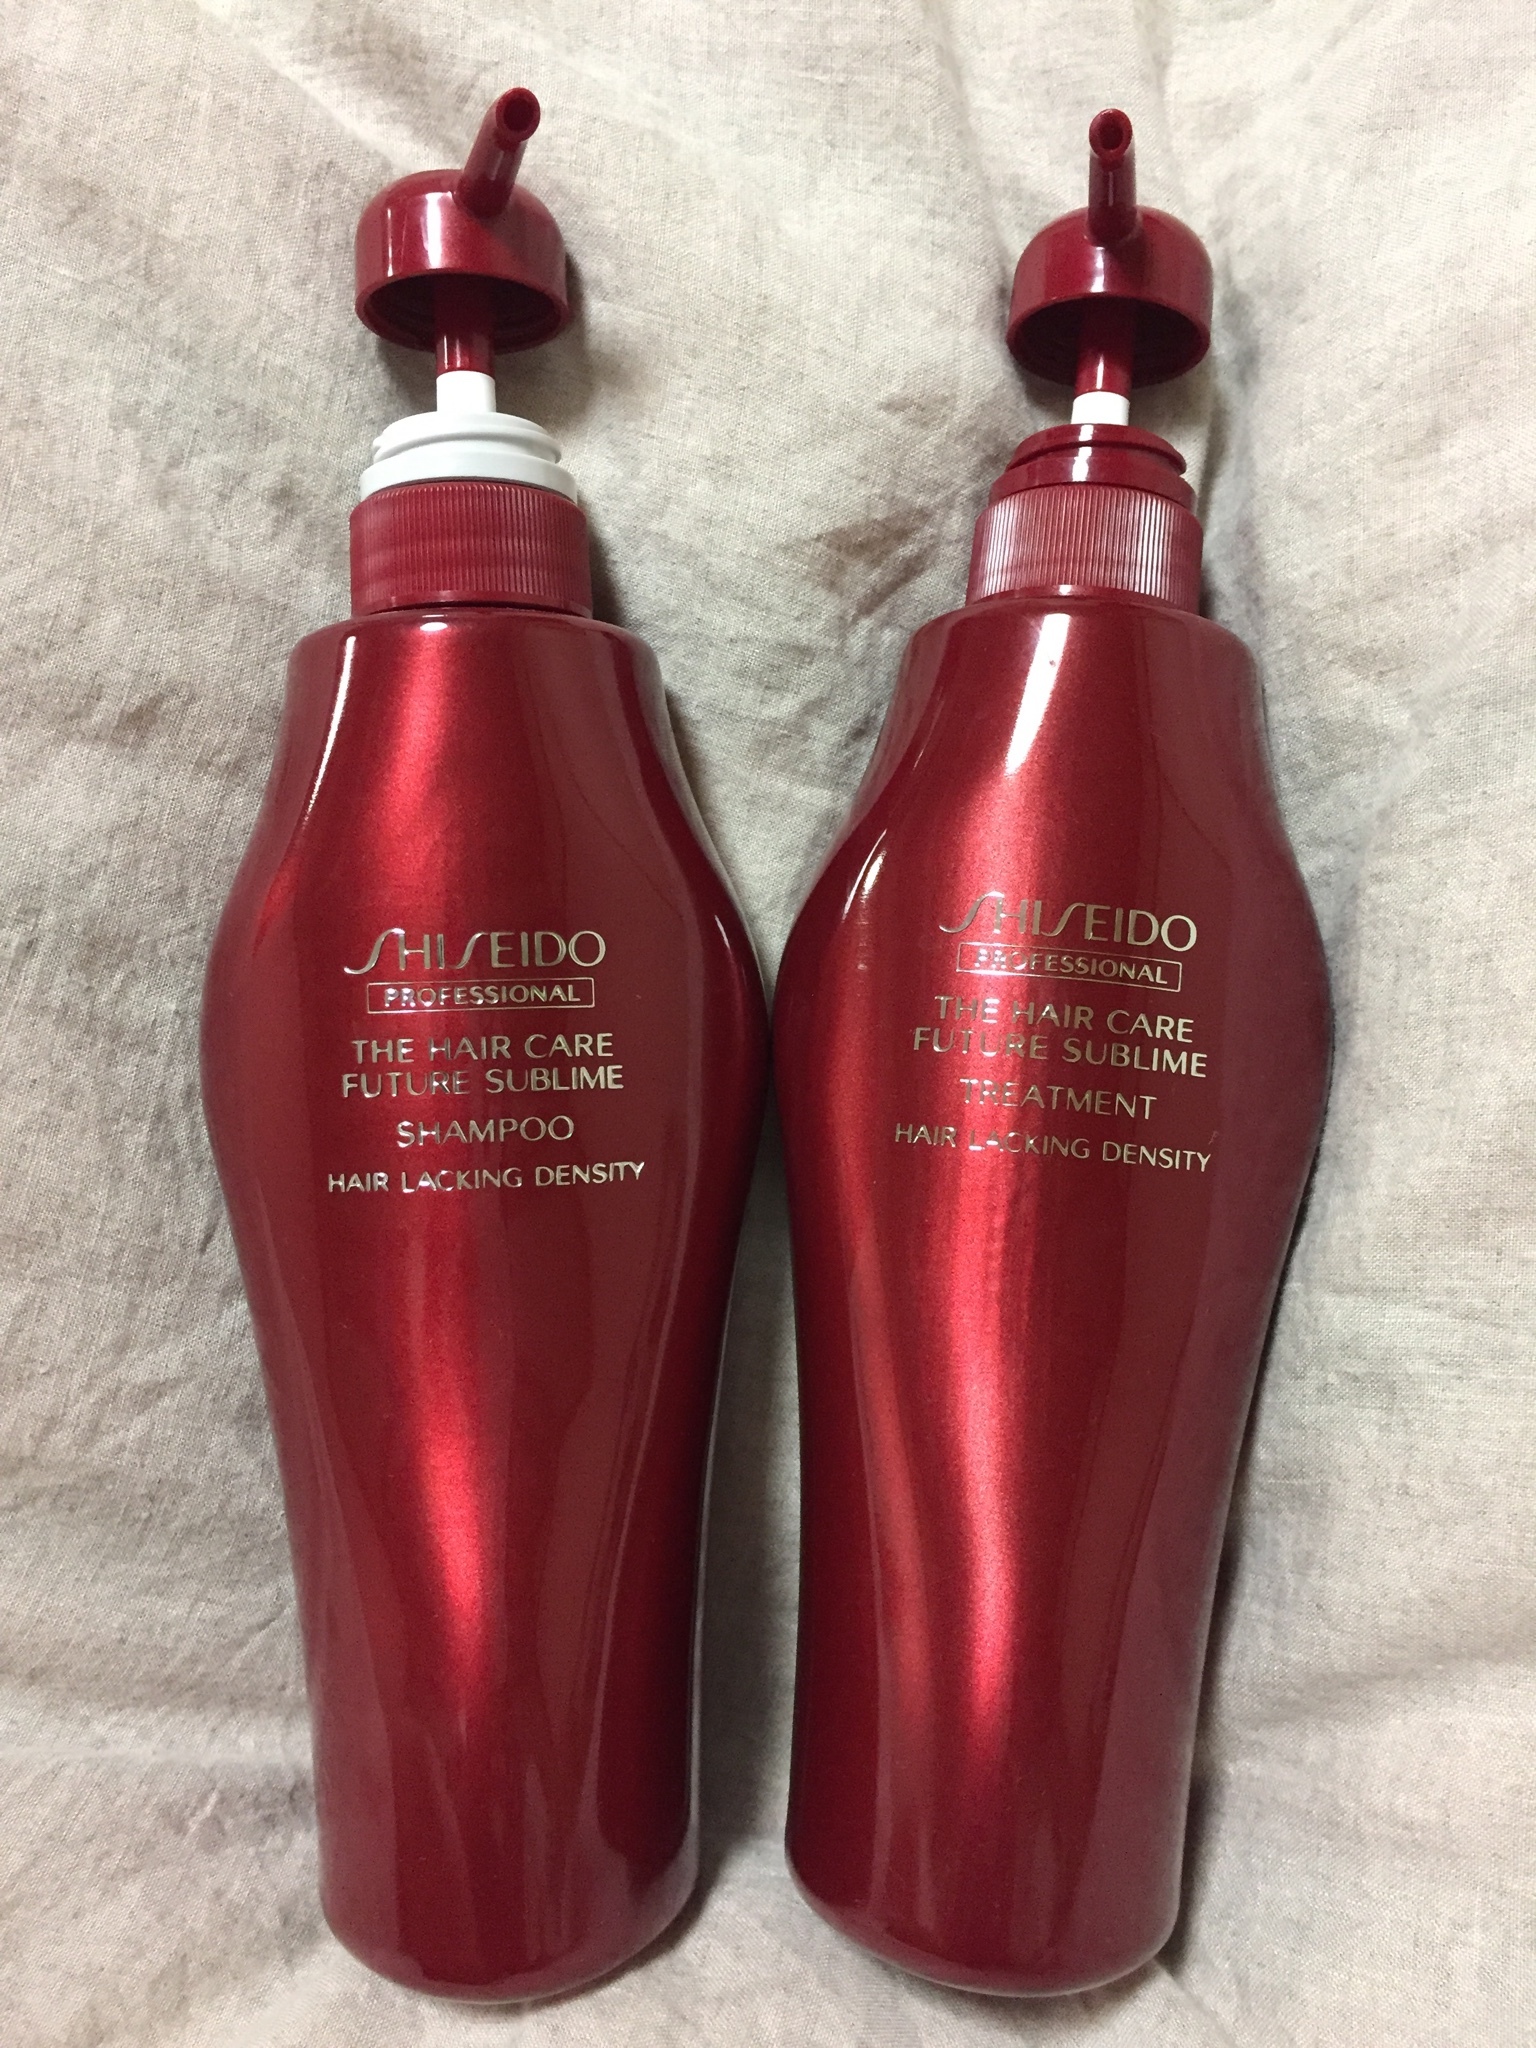 SHISEIDO
PROFESSIONAL
THE HAIR CARE
FUTURE SUBLIME
SHAMPOO
HAIR LACKING DENSITY
SHISEIDO
PROFESSIONAL
THE HAIR CARE
FUTURE SUBLIME
TREATMENT
HAIR LACKING DENSITY